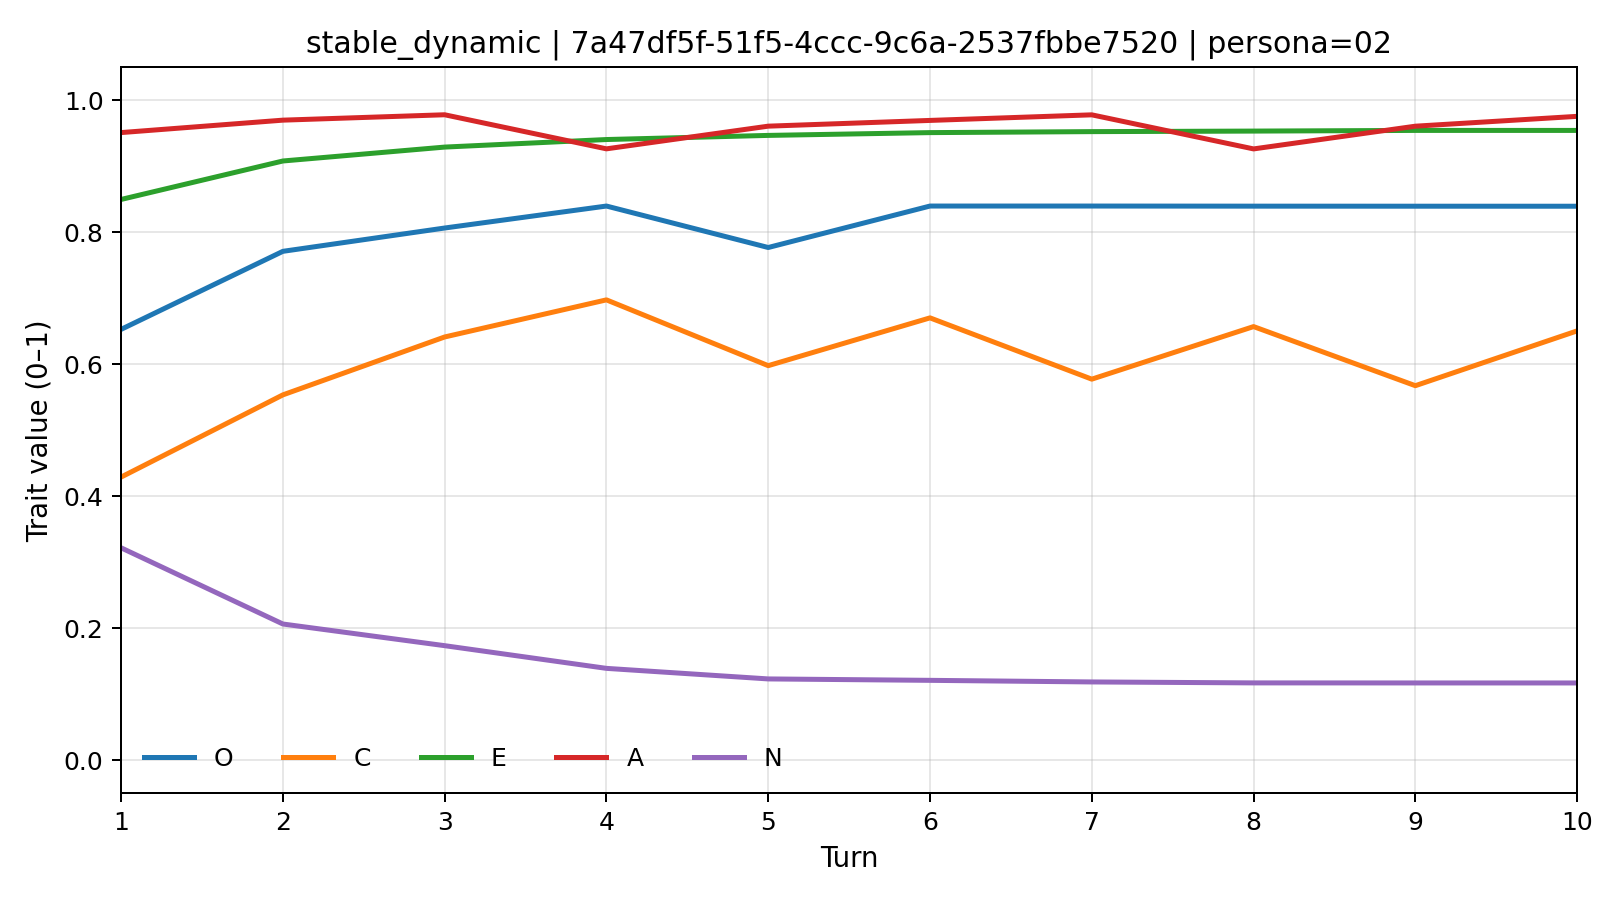 stable_dynamic | 7a47df5f-51f5-4ccc-9c6a-2537fbbe7520 | persona=02
Trait value (0–1)
1.0
0.8
0.6
0.4
0.2
0.0
O C E A N
1 2 3 4 5 6 7 8 9 10
Turn